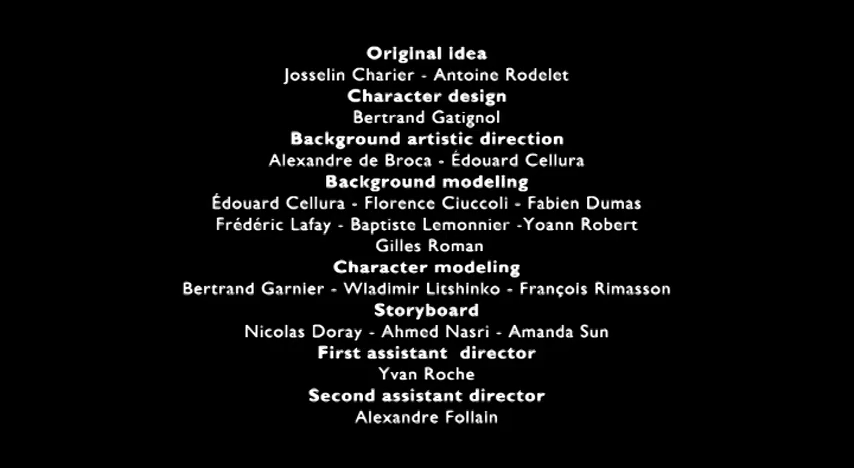 Original idea
Josselin Charier - Antoine Rodelet
Character design
Bertrand Gatignol
Background artistic direction
Alexandre de Broca - Édouard Cellura
Background modeling
Édouard Cellura - Florence Ciuccoli - Fabien Dumas
Frédéric Lafay - Baptiste Lemonnier -Yoann Robert
Gilles Roman
Character modeling
Bertrand Garnier - Wladimir Litshinko - François Rimasson
Storyboard
Nicolas Doray - Ahmed Nasri - Amanda Sun
First assistant  director
Yvan Roche
Second assistant director
Alexandre Follain